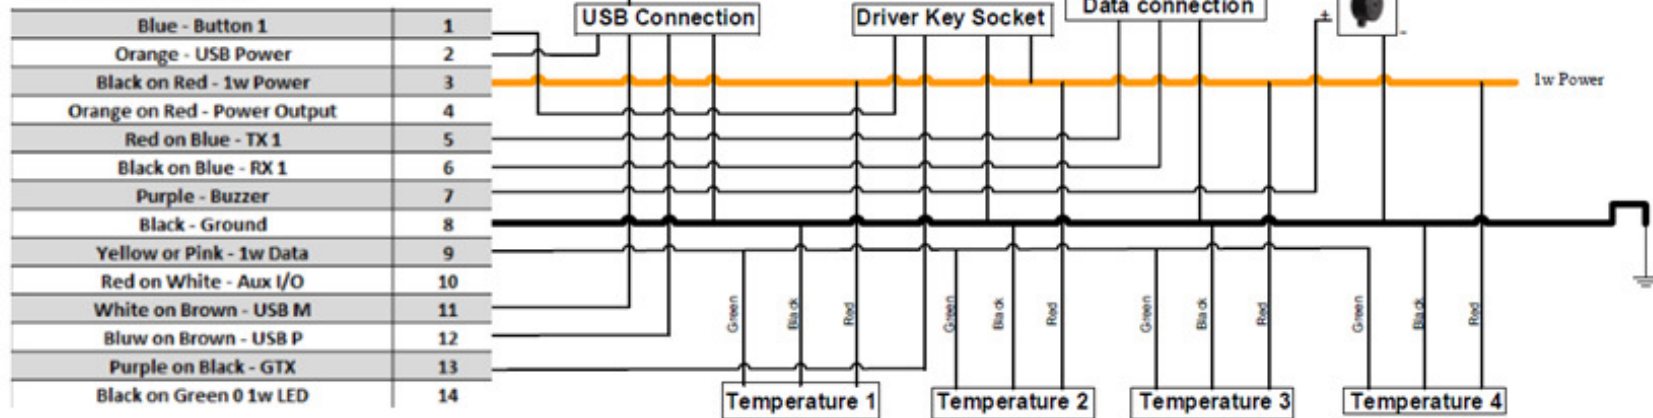 Blue - Button 1 1
Orange - USB Power 2
Black on Red - 1w Power 3
Orange on Red - Power Output 4
Red on Blue - TX 1 5
Black on Blue - RX 1 6
Purple - Buzzer 7
Black - Ground 8
Yellow or Pink - 1w Data 9
Red on White - Aux I/O 10
White on Brown - USB M 11
Bluw on Brown - USB P 12
Purple on Black - GTX 13
Black on Green 0 1w LED 14
USB Connection
Driver Key Socket
Data connection
+
-
1w Power
Green
Black
Red
Green
Black
Red
Green
Black
Red
Green
Black
Red
Temperature 1
Temperature 2
Temperature 3
Temperature 4